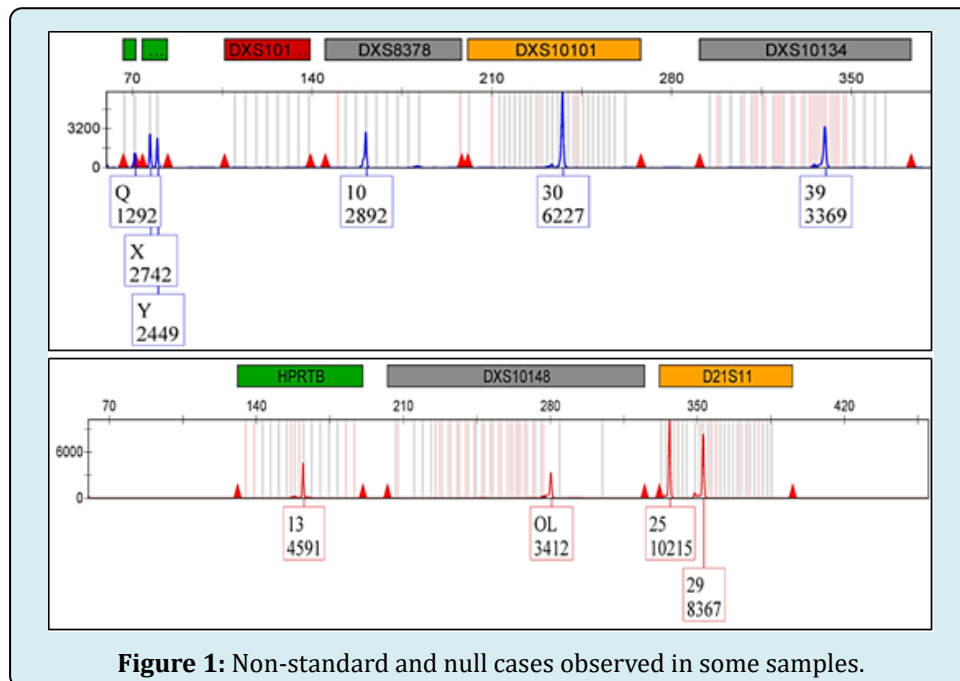 ... DXS101... DXS8378 DXS10101 DXS10134
70 140 210 280 350
3200
0
Q 10 30 39
1292 2892 6227 3369
X
2742
Y
2449
HPRTB DXS10148 D21S11
70 140 210 280 350 420
6000
0
13 OL 25
4591 3412 10215
29
8367
Figure 1: Non-standard and null cases observed in some samples.